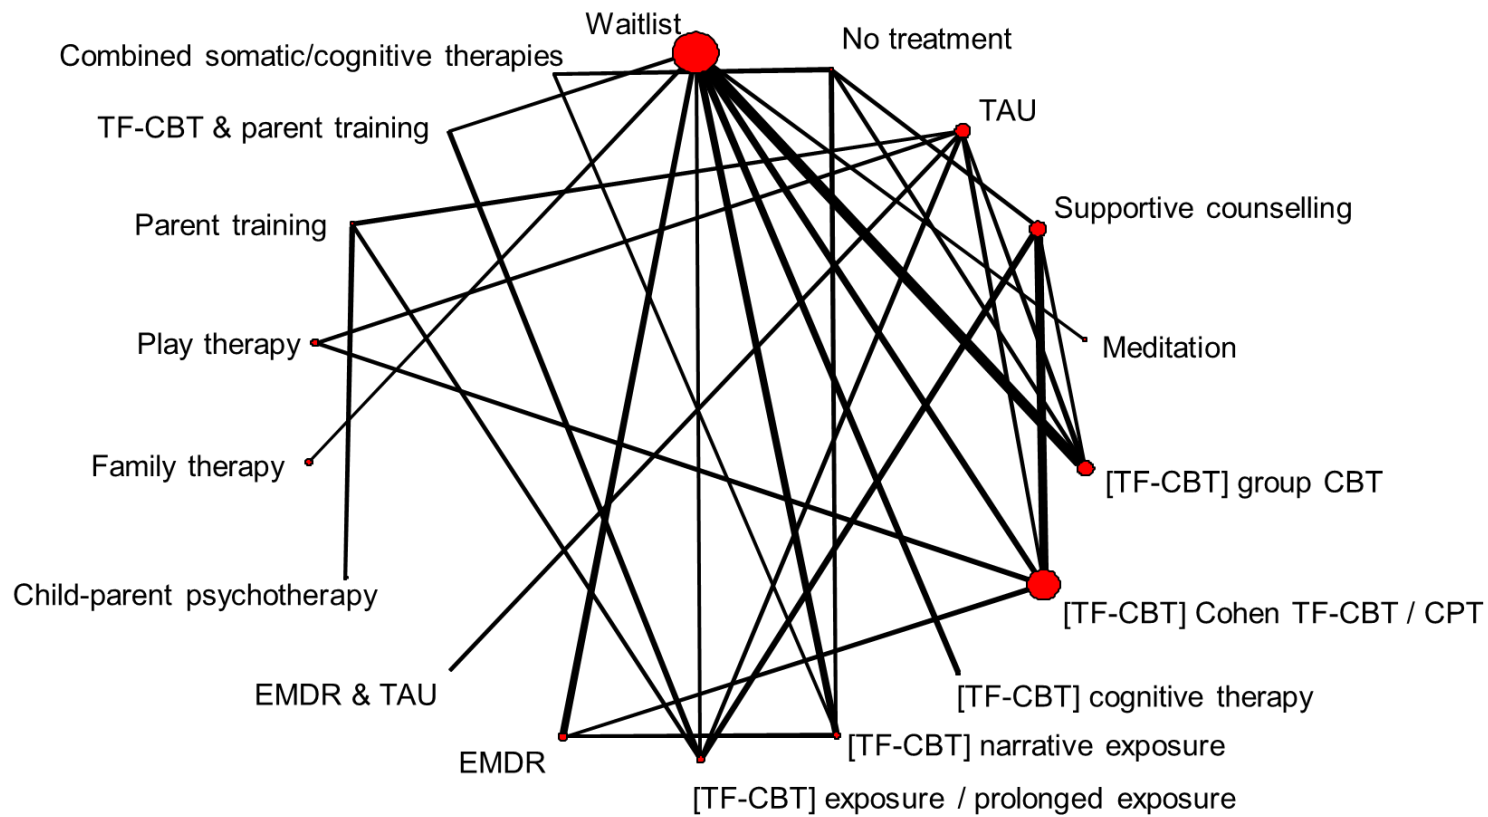 Waitlist
No treatment
Combined somatic/cognitive therapies
TAU
TF-CBT & parent training
Supportive counselling
Parent training
Play therapy
Meditation
Family therapy
[TF-CBT] group CBT
Child-parent psychotherapy
[TF-CBT] Cohen TF-CBT / CPT
EMDR & TAU
[TF-CBT] cognitive therapy
EMDR
[TF-CBT] narrative exposure
[TF-CBT] exposure / prolonged exposure